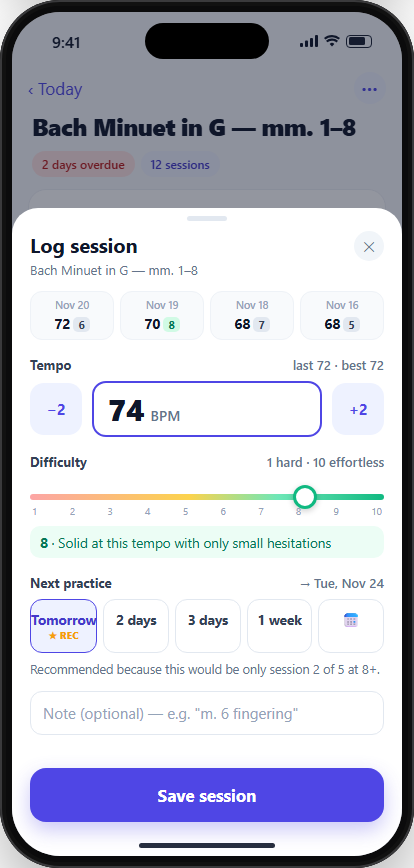 9:41
‹ Today
•••
Bach Minuet in G — mm. 1–8
2 days overdue 12 sessions
Log session
Bach Minuet in G — mm. 1–8
Nov 20 Nov 19 Nov 18 Nov 16
72 6 70 8 68 7 68 5
Tempo last 72 · best 72
−2 74 BPM +2
Difficulty 1 hard · 10 effortless
1 2 3 4 5 6 7 8 9 10
8 · Solid at this tempo with only small hesitations
Next practice → Tue, Nov 24
Tomorrow 2 days 3 days 1 week
★ REC
Recommended because this would be only session 2 of 5 at 8+.
Note (optional) — e.g. "m. 6 fingering"
Save session